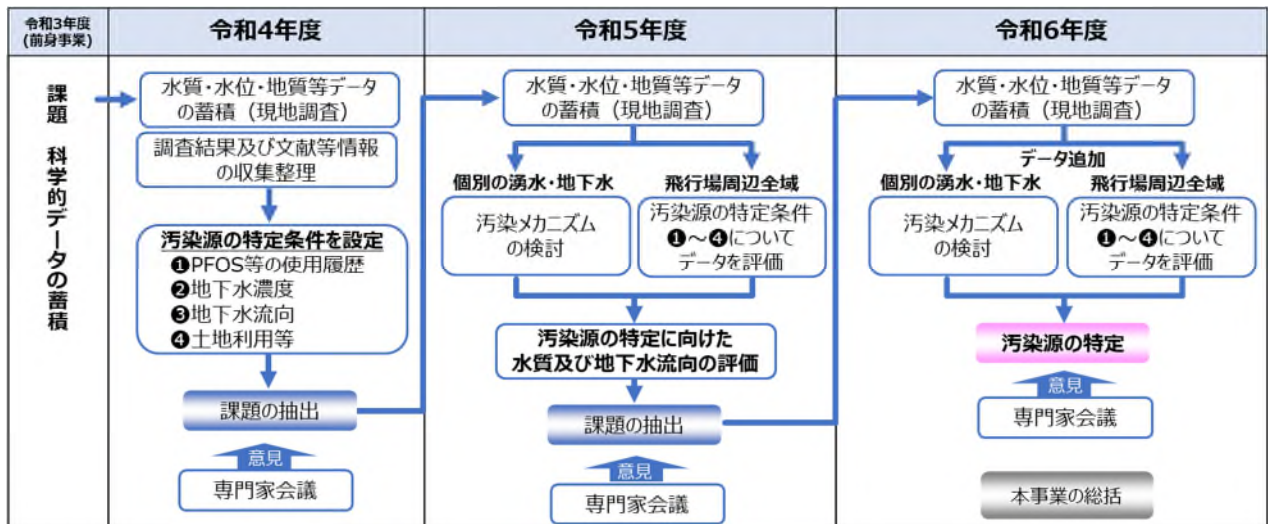 令和3年度
(前身事業)
令和4年度
令和5年度
令和6年度
課題 科学的データの蓄積
水質・水位・地質等データ
の蓄積（現地調査）
調査結果及び文献等情報
の収集整理
汚染源の特定条件を設定
❶PFOS等の使用履歴
❷地下水濃度
❸地下水流向
❹土地利用等
課題の抽出
意見
専門家会議
水質・水位・地質等データ
の蓄積（現地調査）
個別の湧水・地下水
汚染メカニズム
の検討
飛行場周辺全域
汚染源の特定条件
❶～❹について
データを評価
汚染源の特定に向けた
水質及び地下水流向の評価
課題の抽出
意見
専門家会議
水質・水位・地質等データ
の蓄積（現地調査）
データ追加
個別の湧水・地下水
汚染メカニズム
の検討
飛行場周辺全域
汚染源の特定条件
❶～❹について
データを評価
汚染源の特定
意見
専門家会議
本事業の総括